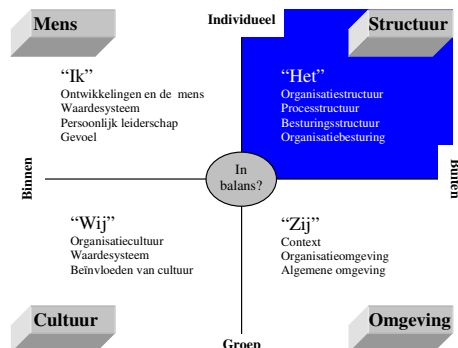 Mens
Individueel
Structuur
“Ik”
Ontwikkelingen en de mens
Waardesysteem
Persoonlijk leiderschap
Gevoel
“Het”
Organisatiestructuur
Processtructuur
Besturingsstructuur
Organisatiebesturing
Binnen
In
balans?
Buiten
“Wij”
Organisatiecultuur
Waardesysteem
Beïnvloeden van cultuur
“Zij”
Context
Organisatieomgeving
Algemene omgeving
Cultuur
Groep
Omgeving